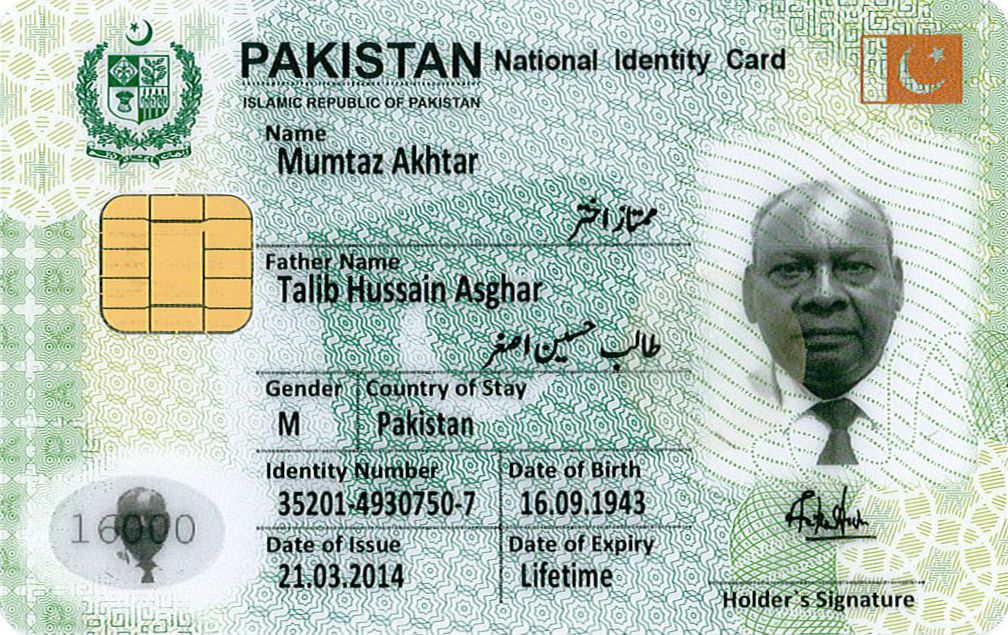 PAKISTAN National Identity Card
ISLAMIC REPUBLIC OF PAKISTAN
Name
Mumtaz Akhtar
ممتاز اختر
Father Name
Talib Hussain Asghar
طالب حسین اصغر
Gender Country of Stay
M Pakistan
Identity Number Date of Birth
35201-4930750-7 16.09.1943
16000
Date of Issue Date of Expiry
21.03.2014 Lifetime
Holder`s Signature